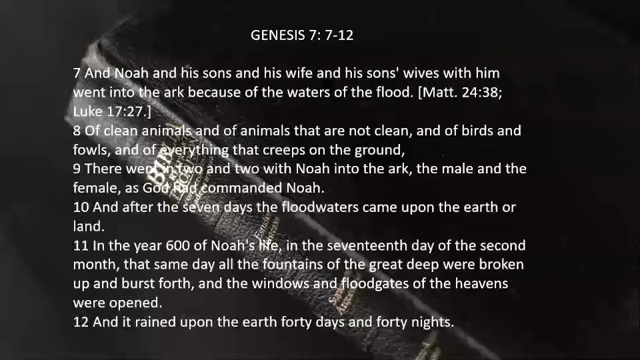 GENESIS 7: 7-12
7 And Noah and his sons and his wife and his sons' wives with him
went into the ark because of the waters of the flood. [Matt. 24:38;
Luke 17:27.]
8 Of clean animals and of animals that are not clean, and of birds and
fowls, and of everything that creeps on the ground,
9 There went in two and two with Noah into the ark, the male and the
female, as God had commanded Noah.
10 And after the seven days the floodwaters came upon the earth or
land.
11 In the year 600 of Noah's life, in the seventeenth day of the second
month, that same day all the fountains of the great deep were broken
up and burst forth, and the windows and floodgates of the heavens
were opened.
12 And it rained upon the earth forty days and forty nights.